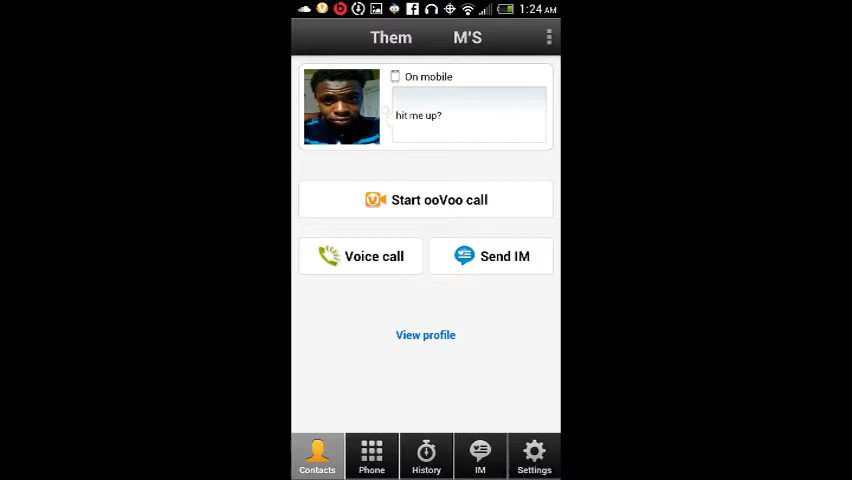 1:24 AM
Them M'S
On mobile
hit me up?
Start ooVoo call
Voice call
Send IM
View profile
Contacts
Phone
History
IM
Settings